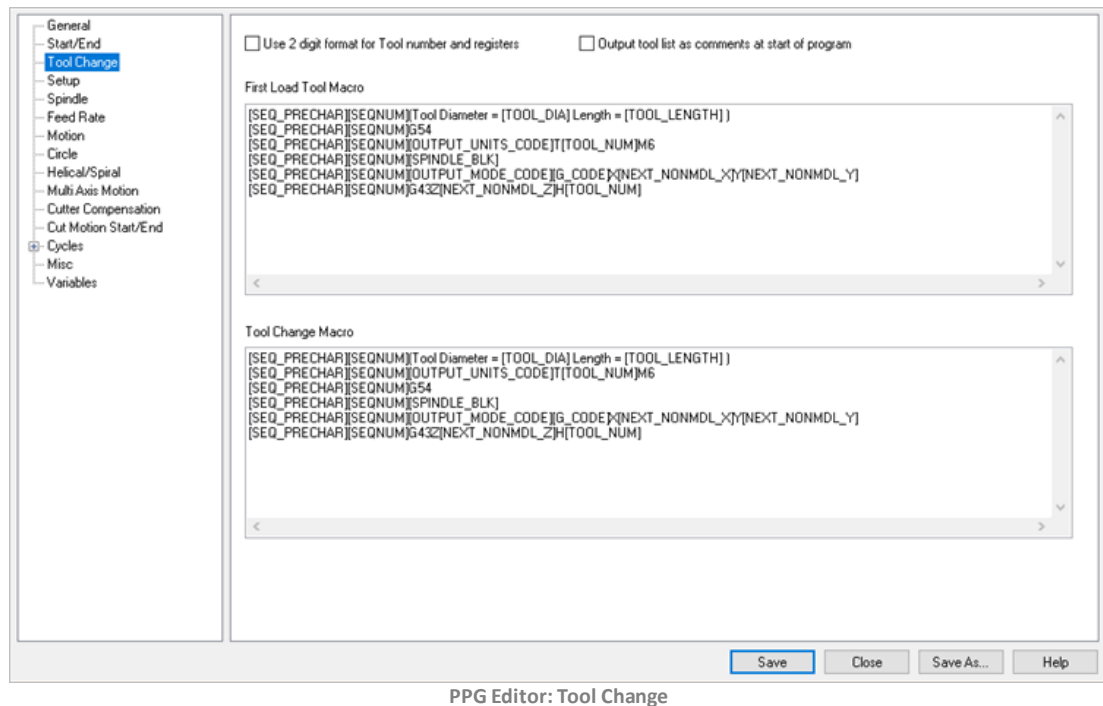 General
Start/End
Tool Change
Setup
Spindle
Feed Rate
Motion
Circle
Helical/Spiral
Multi Axis Motion
Cutter Compensation
Cut Motion Start/End
Cycles
Misc
Variables
Use 2 digit format for Tool number and registers
Output tool list as comments at start of program
First Load Tool Macro
[SEQ_PRECHAR][SEQNUM](Tool Diameter = [TOOL_DIA] Length = [TOOL_LENGTH] )
[SEQ_PRECHAR][SEQNUM]G54
[SEQ_PRECHAR][SEQNUM][OUTPUT_UNITS_CODE]T[TOOL_NUM]M6
[SEQ_PRECHAR][SEQNUM][SPINDLE_BLK]
[SEQ_PRECHAR][SEQNUM][OUTPUT_MODE_CODE][G_CODE]X[NEXT_NONMDL_X]Y[NEXT_NONMDL_Y]
[SEQ_PRECHAR][SEQNUM]G43Z[NEXT_NONMDL_Z]H[TOOL_NUM]
Tool Change Macro
[SEQ_PRECHAR][SEQNUM](Tool Diameter = [TOOL_DIA] Length = [TOOL_LENGTH] )
[SEQ_PRECHAR][SEQNUM][OUTPUT_UNITS_CODE]T[TOOL_NUM]M6
[SEQ_PRECHAR][SEQNUM]G54
[SEQ_PRECHAR][SEQNUM][SPINDLE_BLK]
[SEQ_PRECHAR][SEQNUM][OUTPUT_MODE_CODE][G_CODE]X[NEXT_NONMDL_X]Y[NEXT_NONMDL_Y]
[SEQ_PRECHAR][SEQNUM]G43Z[NEXT_NONMDL_Z]H[TOOL_NUM]
Save
Close
Save As...
Help
PPG Editor: Tool Change